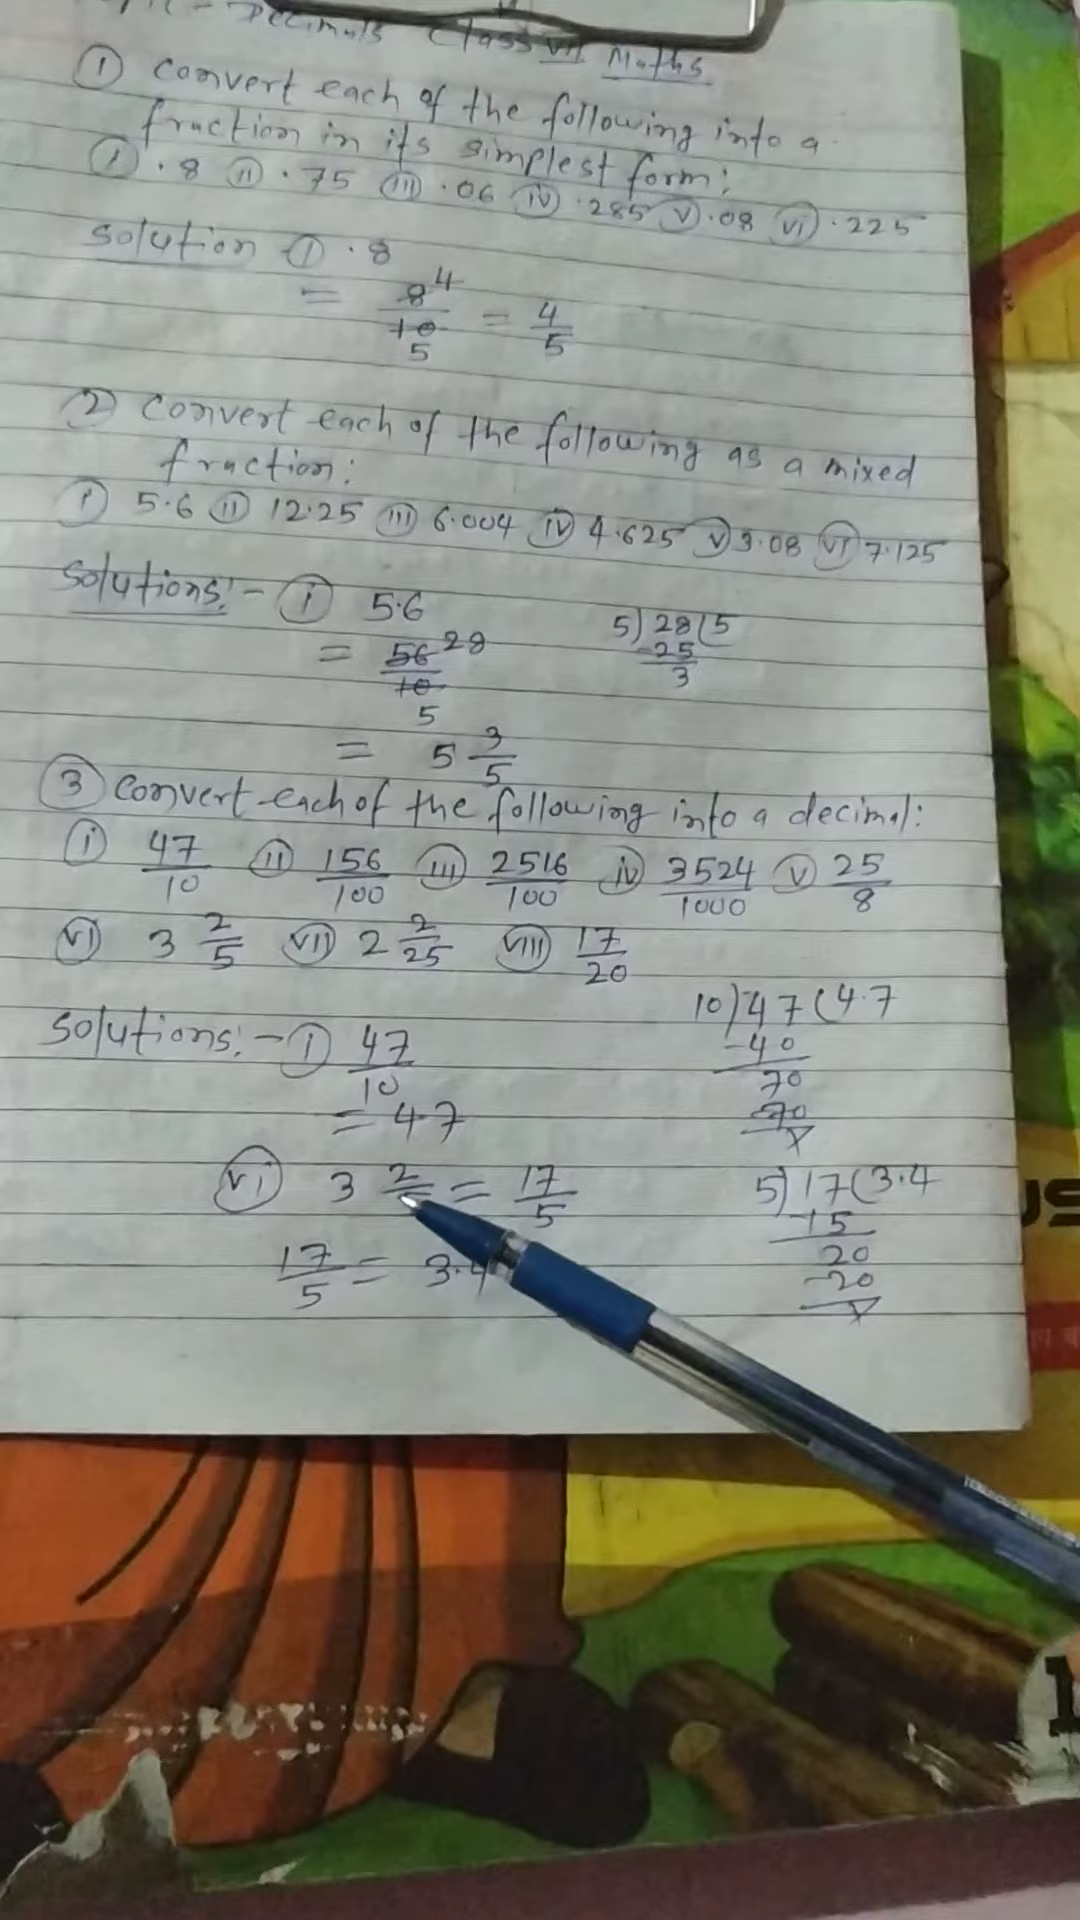 Decimals Class VII Maths
① Convert each of the following into a
fraction in its simplest form:
ⓘ .8 ⓘⓘ .75 ⓘⓘⓘ .06 ⓘⓥ .285 ⓥ .08 ⓥⓘ .225
Solution ⓘ .8
= 8/10 4/5 = 4/5
② Convert each of the following as a mixed
fraction:
ⓘ 5.6 ⓘⓘ 12.25 ⓘⓘⓘ 6.004 ⓘⓥ 4.625 ⓥ 3.08 ⓥⓘ 7.125
Solutions:- ⓘ 5.6
= 56/10 28/5
5)28(5
-25
3
= 5 3/5
③ Convert each of the following into a decimal:
ⓘ 47/10 ⓘⓘ 156/100 ⓘⓘⓘ 2516/100 ⓘⓥ 3524/1000 ⓥ 25/8
ⓥⓘ 3 2/5 ⓥⓘⓘ 2 2/25 ⓥⓘⓘⓘ 17/20
Solutions:- ⓘ 47/10
= 4.7
10)47(4.7
-40
70
-70
x
ⓥⓘ 3 2/ = 17/5
17/5 = 3.4
5)17(3.4
-15
20
-20
x